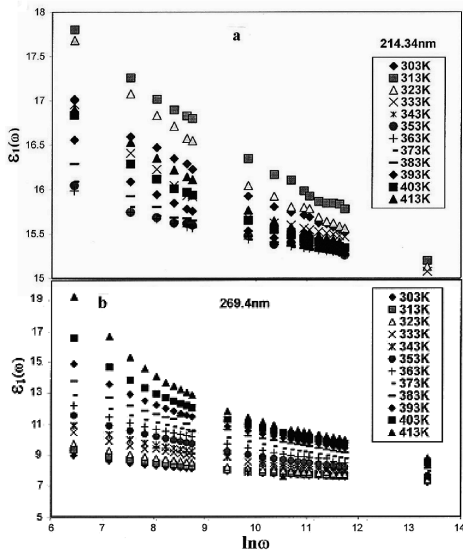 18
17.5
17
16.5
16
15.5
15
ε1(ω)
a
214.34nm
303K
313K
323K
333K
343K
353K
363K
373K
383K
393K
403K
413K
19
17
15
13
11
9
7
5
ε1(ω)
b
269.4nm
303K
313K
323K
333K
343K
353K
363K
373K
383K
393K
403K
413K
6
7
8
9
10
11
12
13
14
lnω